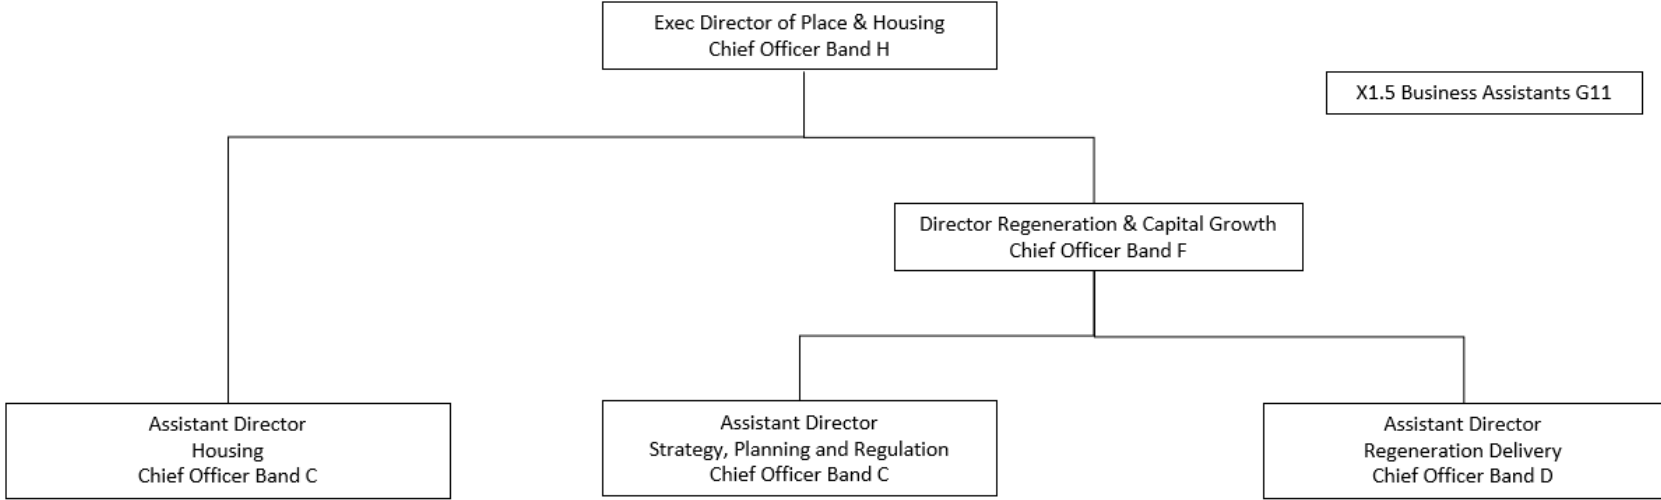 Exec Director of Place & Housing
Chief Officer Band H
X1.5 Business Assistants G11
Director Regeneration & Capital Growth
Chief Officer Band F
Assistant Director
Housing
Chief Officer Band C
Assistant Director
Strategy, Planning and Regulation
Chief Officer Band C
Assistant Director
Regeneration Delivery
Chief Officer Band D